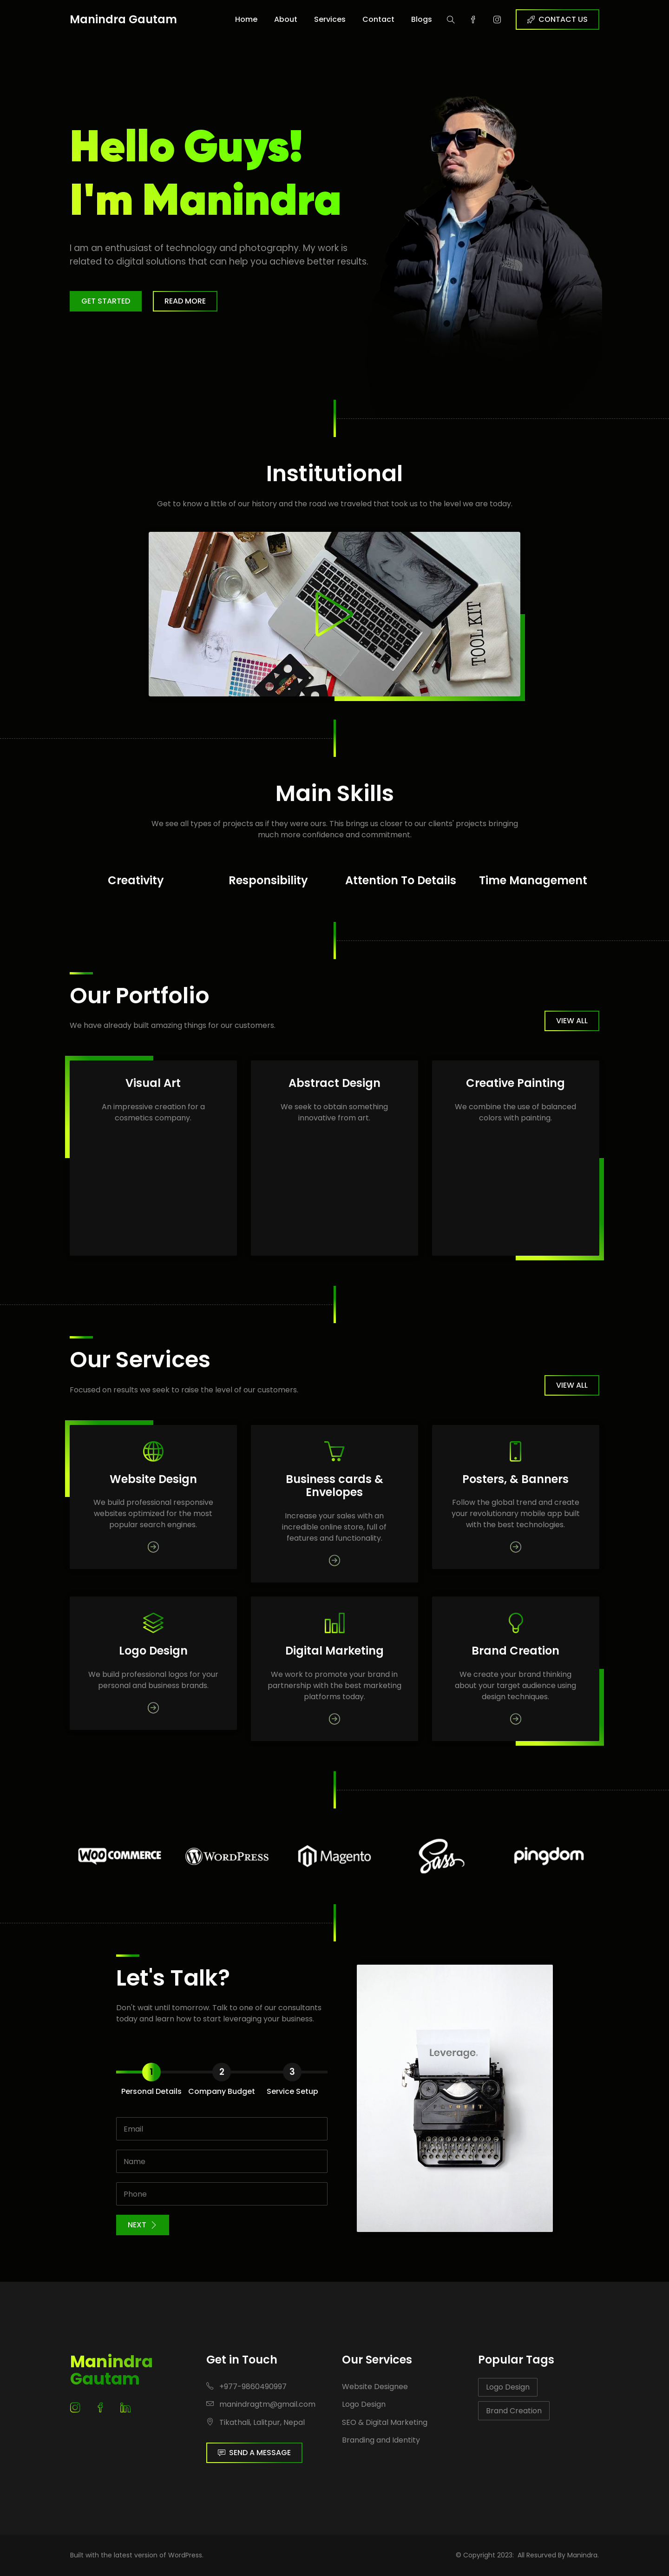 Manindra Gautam
Home About Services Contact Blogs CONTACT US
Hello Guys!
I'm Manindra
I am an enthusiast of technology and photography. My work is
related to digital solutions that can help you achieve better results.
GET STARTED READ MORE
Institutional
Get to know a little of our history and the road we traveled that took us to the level we are today.
TOOL KIT
Main Skills
We see all types of projects as if they were ours. This brings us closer to our clients' projects bringing
much more confidence and commitment.
Creativity Responsibility Attention To Details Time Management
Our Portfolio
We have already built amazing things for our customers.
VIEW ALL
Visual Art
An impressive creation for a
cosmetics company.
Abstract Design
We seek to obtain something
innovative from art.
Creative Painting
We combine the use of balanced
colors with painting.
Our Services
Focused on results we seek to raise the level of our customers.
VIEW ALL
Website Design
We build professional responsive
websites optimized for the most
popular search engines.
Business cards &
Envelopes
Increase your sales with an
incredible online store, full of
features and functionality.
Posters, & Banners
Follow the global trend and create
your revolutionary mobile app built
with the best technologies.
Logo Design
We build professional logos for your
personal and business brands.
Digital Marketing
We work to promote your brand in
partnership with the best marketing
platforms today.
Brand Creation
We create your brand thinking
about your target audience using
design techniques.
WOO COMMERCE WORDPRESS Magento Sass pingdom
Let's Talk?
Don't wait until tomorrow. Talk to one of our consultants
today and learn how to start leveraging your business.
1 2 3
Personal Details Company Budget Service Setup
Email
Name
Phone
NEXT
Leverage.
Manindra
Gautam
Get in Touch
+977-9860490997
manindragtm@gmail.com
Tikathali, Lalitpur, Nepal
SEND A MESSAGE
Our Services
Website Designee
Logo Design
SEO & Digital Marketing
Branding and Identity
Popular Tags
Logo Design
Brand Creation
Built with the latest version of WordPress.
© Copyright 2023: All Resurved By Manindra.